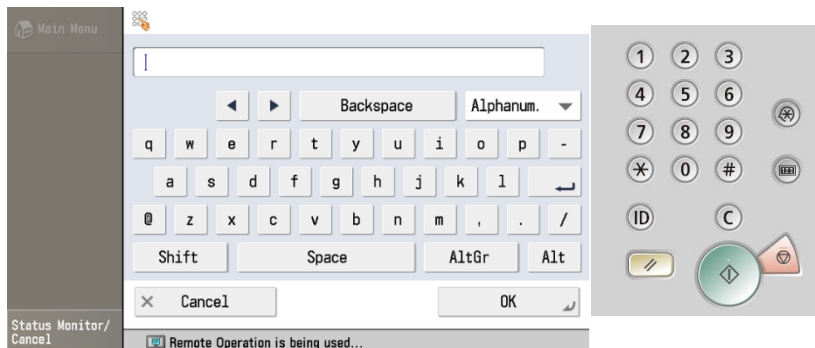 Main Menu
Backspace Alphanum.
q w e r t y u i o p -
a s d f g h j k l
@ z x c v b n m , . /
Shift Space AltGr Alt
Cancel OK
Status Monitor/
Cancel
Remote Operation is being used...
1 2 3
4 5 6
7 8 9
* 0 #
ID C